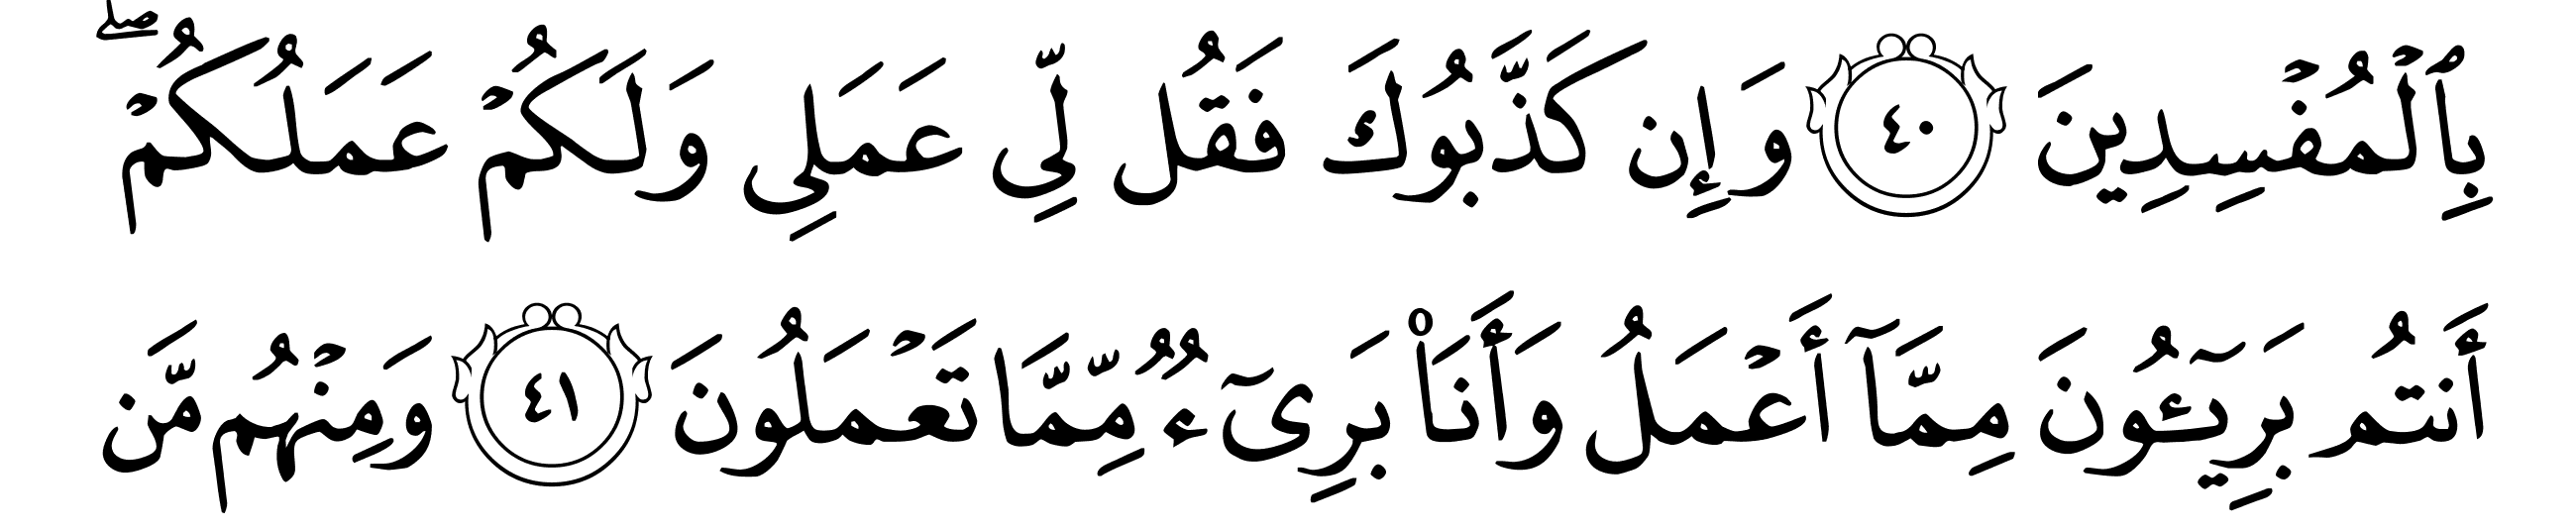 بِٱلۡمُفۡسِدِينَ ٤٠ وَإِن كَذَّبُوكَ فَقُل لِّي عَمَلِي وَلَكُمۡ عَمَلُكُمۡۖ
أَنتُم بَرِيٓـُٔونَ مِمَّآ أَعۡمَلُ وَأَنَا۠ بَرِيٓءٞ مِّمَّا تَعۡمَلُونَ ٤١ وَمِنۡهُم مَّن